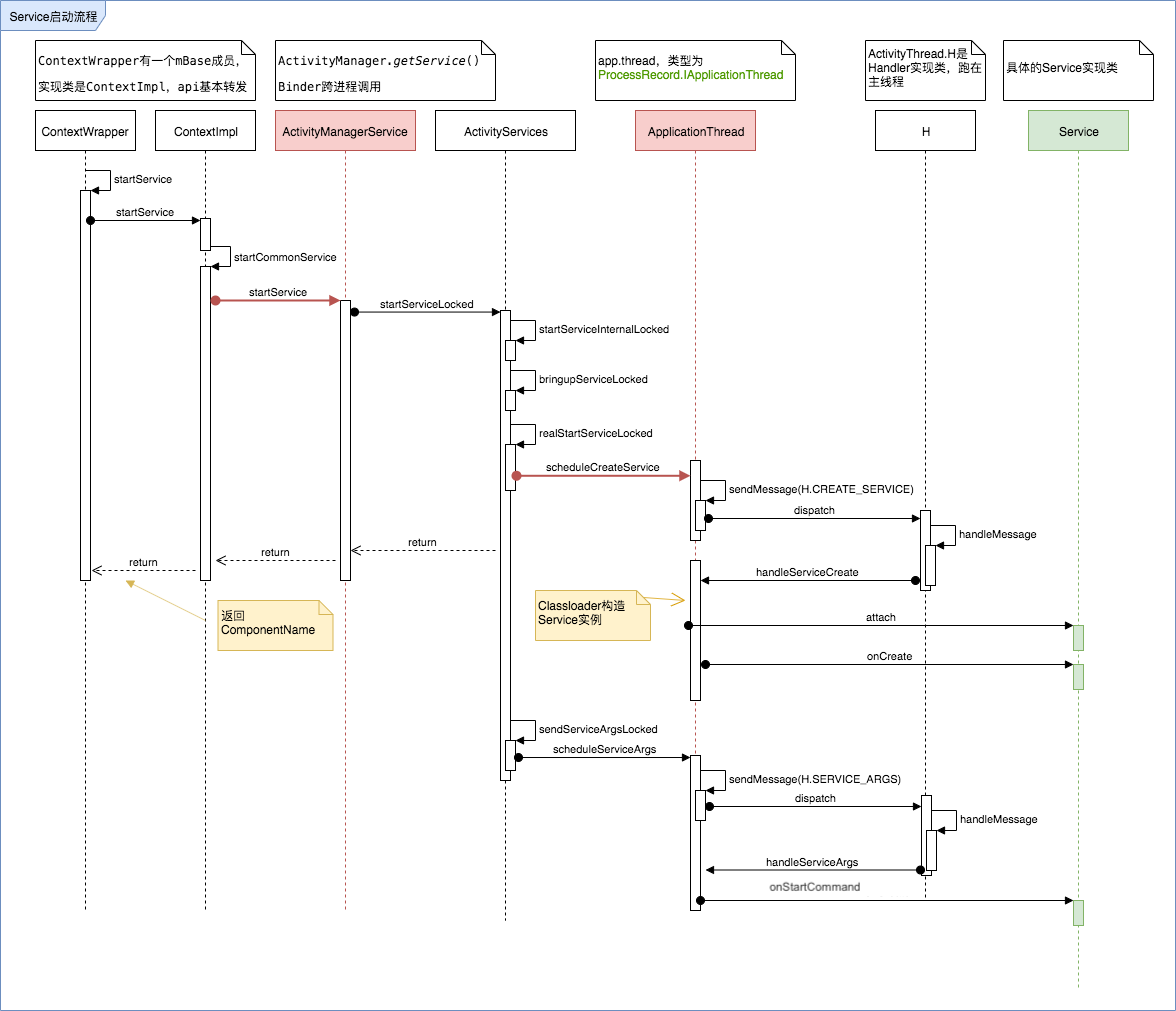 Service启动流程
ContextWrapper有一个mBase成员，
实现类是ContextImpl，api基本转发
ActivityManager.getService()
Binder跨进程调用
app.thread，类型为
ProcessRecord.IApplicationThread
ActivityThread.H是
Handler实现类，跑在
主线程
具体的Service实现类
ContextWrapper
ContextImpl
ActivityManagerService
ActivityServices
ApplicationThread
H
Service
startService
startService
startCommonService
startService
startServiceLocked
startServiceInternalLocked
bringupServiceLocked
realStartServiceLocked
scheduleCreateService
sendMessage(H.CREATE_SERVICE)
dispatch
handleMessage
return
return
return
handleServiceCreate
Classloader构造
Service实例
返回
ComponentName
attach
onCreate
sendServiceArgsLocked
scheduleServiceArgs
sendMessage(H.SERVICE_ARGS)
dispatch
handleMessage
handleServiceArgs
onStartCommand